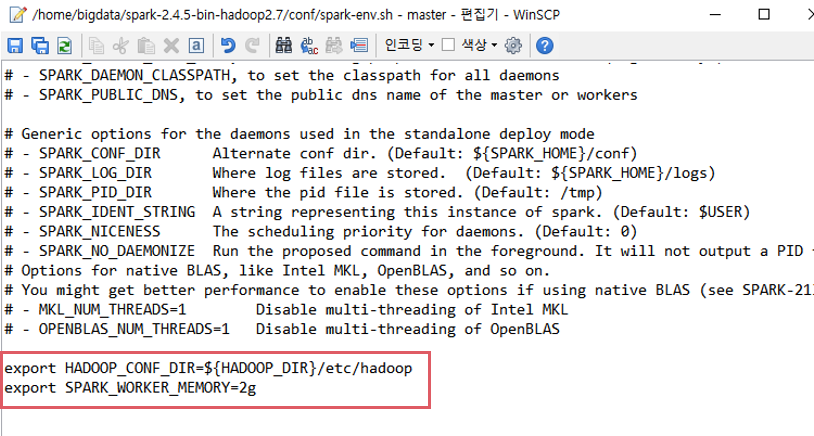 /home/bigdata/spark-2.4.5-bin-hadoop2.7/conf/spark-env.sh - master - 편집기 - WinSCP
인코딩 색상
# - SPARK_DAEMON_CLASSPATH, to set the classpath for all daemons
# - SPARK_PUBLIC_DNS, to set the public dns name of the master or workers
# Generic options for the daemons used in the standalone deploy mode
# - SPARK_CONF_DIR Alternate conf dir. (Default: ${SPARK_HOME}/conf)
# - SPARK_LOG_DIR Where log files are stored. (Default: ${SPARK_HOME}/logs)
# - SPARK_PID_DIR Where the pid file is stored. (Default: /tmp)
# - SPARK_IDENT_STRING A string representing this instance of spark. (Default: $USER)
# - SPARK_NICENESS The scheduling priority for daemons. (Default: 0)
# - SPARK_NO_DAEMONIZE Run the proposed command in the foreground. It will not output a PID
# Options for native BLAS, like Intel MKL, OpenBLAS, and so on.
# You might get better performance to enable these options if using native BLAS (see SPARK-21
# - MKL_NUM_THREADS=1 Disable multi-threading of Intel MKL
# - OPENBLAS_NUM_THREADS=1 Disable multi-threading of OpenBLAS
export HADOOP_CONF_DIR=${HADOOP_DIR}/etc/hadoop
export SPARK_WORKER_MEMORY=2g